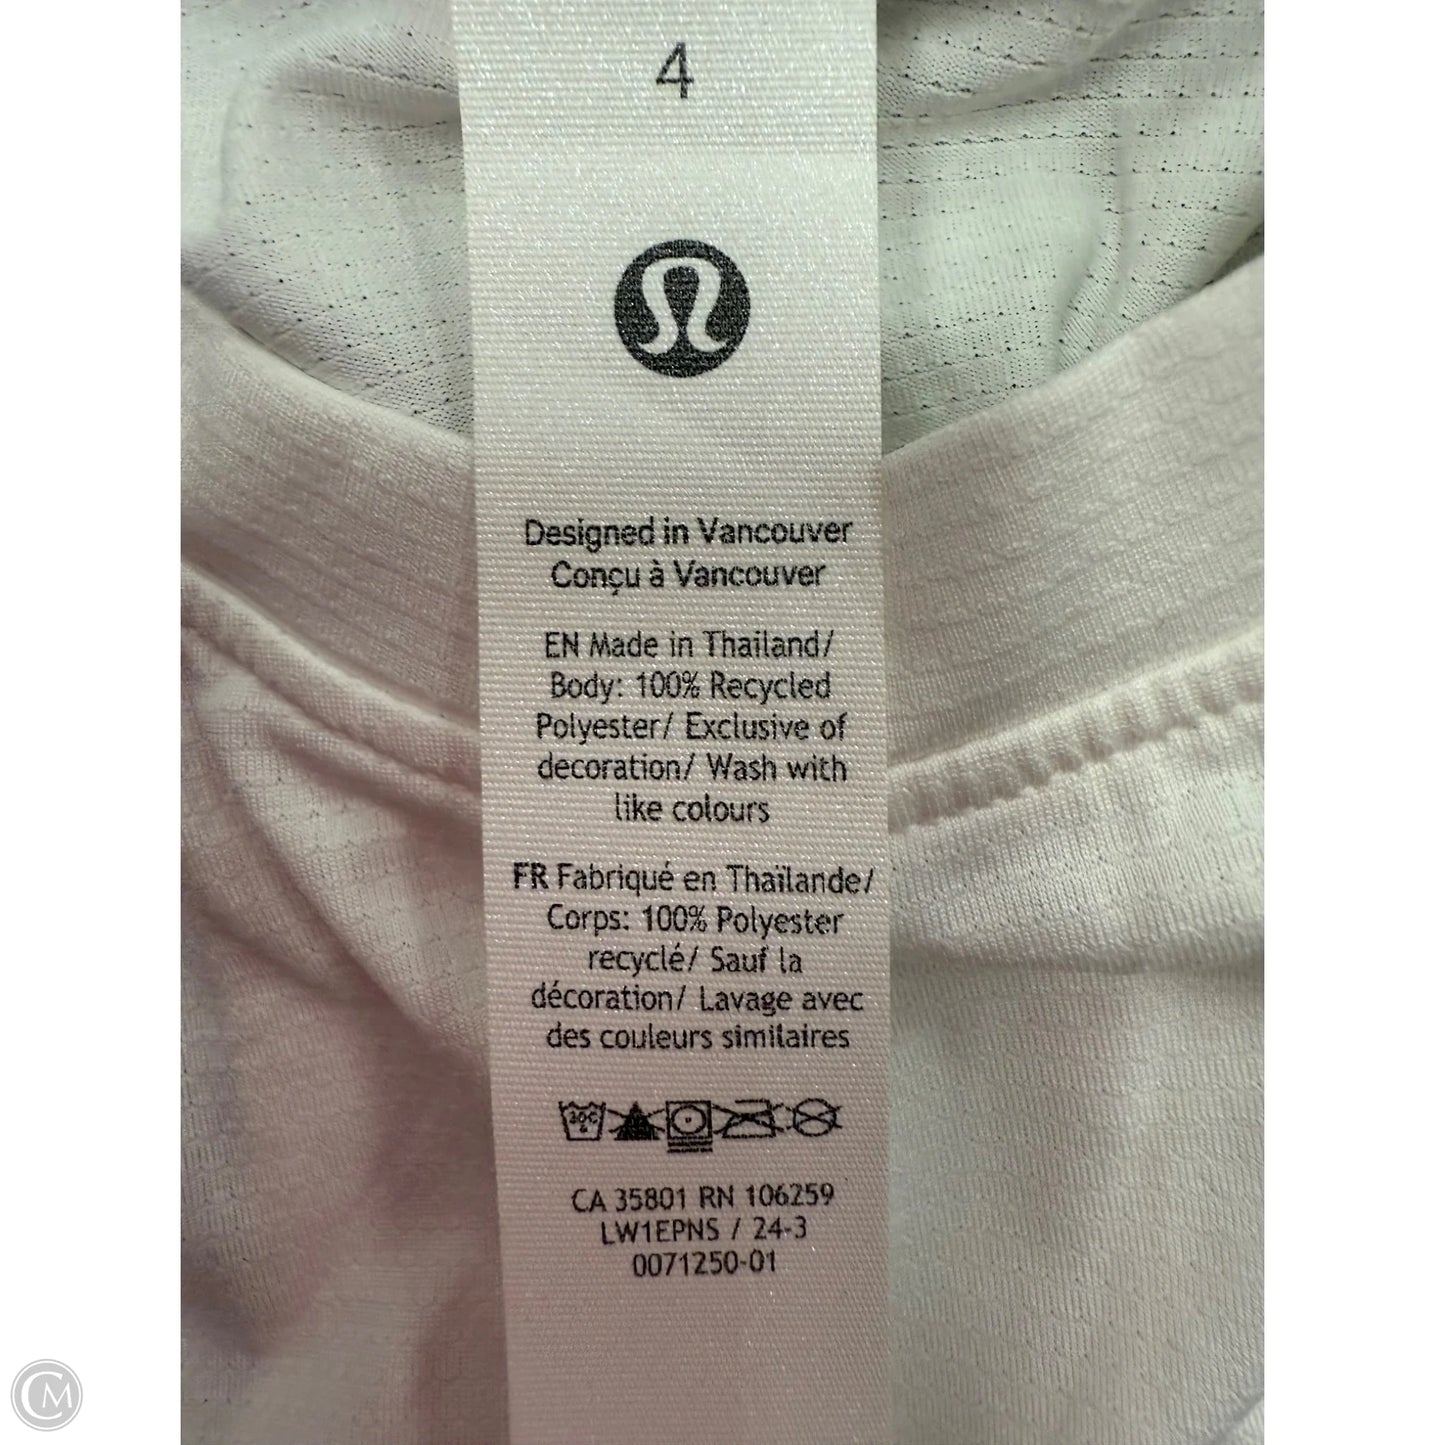 4
Designed in Vancouver
Conçu à Vancouver
EN Made in Thailand/
Body: 100% Recycled
Polyester/ Exclusive of
decoration/ Wash with
like colours
FR Fabriqué en Thaïlande/
Corps: 100% Polyester
recyclé/ Sauf la
décoration/ Lavage avec
des couleurs similaires
30C
CA 35801 RN 106259
LW1EPNS / 24-3
0071250-01
CM